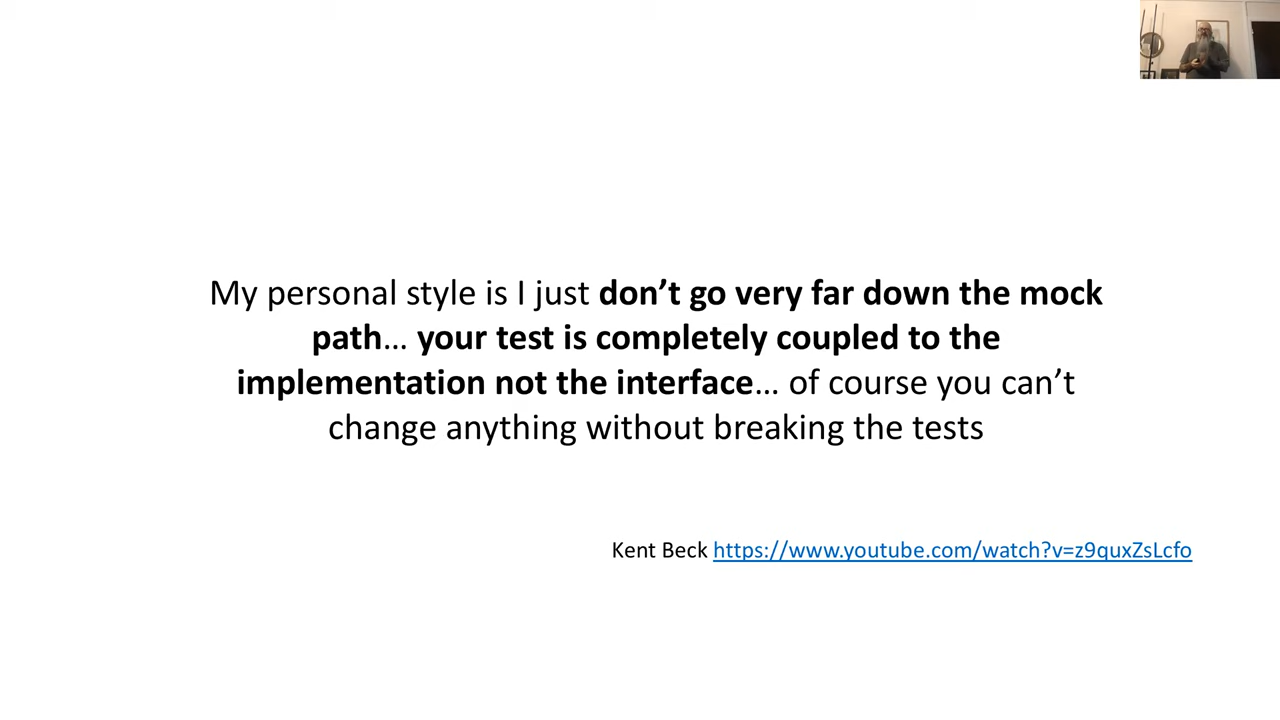 My personal style is I just don’t go very far down the mock
path… your test is completely coupled to the
implementation not the interface… of course you can’t
change anything without breaking the tests
Kent Beck https://www.youtube.com/watch?v=z9quxZsLcfo